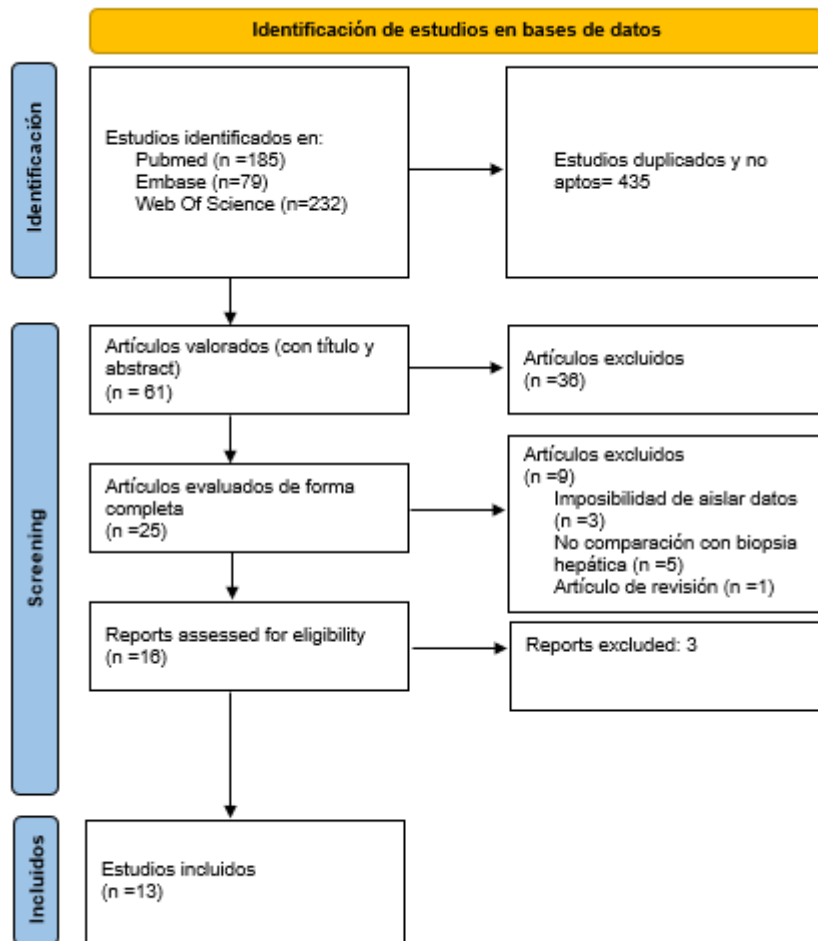 Identificación de estudios en bases de datos
Identificación
Estudios identificados en:
Pubmed (n =185)
Embase (n=79)
Web Of Science (n=232)
Estudios duplicados y no
aptos= 435
Screening
Artículos valorados (con título y
abstract)
(n = 61)
Artículos excluidos
(n =36)
Artículos evaluados de forma
completa
(n =25)
Artículos excluidos
(n =9)
Imposibilidad de aislar datos
(n =3)
No comparación con biopsia
hepática (n =5)
Artículo de revisión (n =1)
Reports assessed for eligibility
(n =16)
Reports excluded: 3
Incluidos
Estudios incluidos
(n =13)